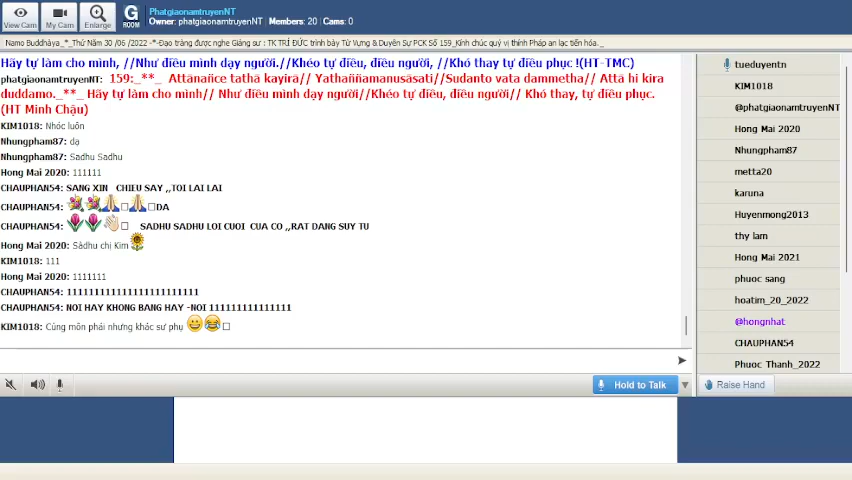 View Cam
My Cam
Enlarge
G
ROOM
PhatgiaonamtruyenNT
Owner: phatgiaonamtruyenNT | Members: 20 | Cams: 0
Namo Buddhāya_*_Thứ Năm 30 /06 /2022 -*-Đạo tràng được nghe Giảng sư : TK TRÍ ĐỨC trình bày Tứ Vựng & Duyên Sự PCK Số 159_Kính chúc quý vị thính Pháp an lạc tiến hóa._
Hãy tự làm cho mình, //Như điều mình dạy người.//Khéo tự điều, điều người, //Khó thay tự điều phục !(HT-TMC)
phatgiaonamtruyenNT: 159:_**_ Attānañce tathā kayirā// Yathaññamanusāsati//Sudanto vata dammetha// Attā hi kira
duddamo._**_ Hãy tự làm cho mình// Như điều mình dạy người//Khéo tự điều, điều người// Khó thay, tự điều phục.
(HT Minh Châu)
KIM1018: Nhóc luôn
Nhungpham87: dạ
Nhungpham87: Sadhu Sadhu
Hong Mai 2020: 111111
CHAUPHAN54: SANG XIN CHIEU SAY ,,TOI LAI LAI
CHAUPHAN54: DA
CHAUPHAN54: SADHU SADHU LOI CUOI CUA CO ,,RAT DANG SUY TU
Hong Mai 2020: Sādhu chị Kim
KIM1018: 111
Hong Mai 2020: 1111111
CHAUPHAN54: 1111111111111111111111111
CHAUPHAN54: NOI HAY KHONG BANG HAY -NOI 111111111111111
KIM1018: Cùng môn phái nhưng khác sư phụ
Hold to Talk
tueduyentn
KIM1018
@phatgiaonamtruyenNT
Hong Mai 2020
Nhungpham87
metta20
karuna
Huyenmong2013
thy lam
Hong Mai 2021
phuoc sang
hoatim_20_2022
@hongnhat
CHAUPHAN54
Phuoc Thanh_2022
Raise Hand